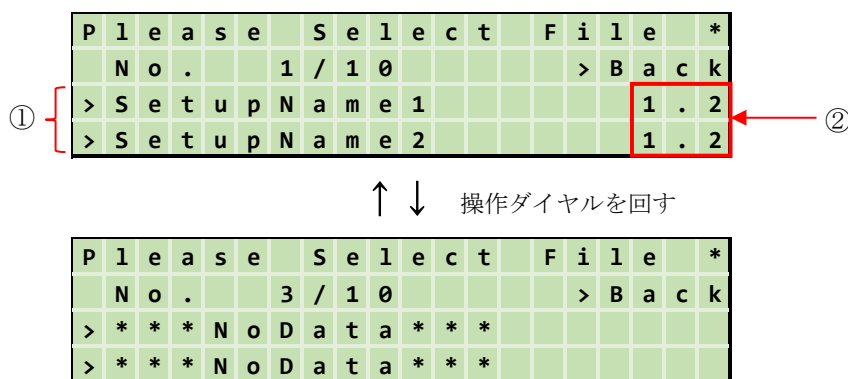 Please Select File *
No. 1/10 >Back
① >SetupName1 1.2 ②
>SetupName2 1.2
↑ ↓ 操作ダイヤルを回す
Please Select File *
No. 3/10 >Back
>***NoData***
>***NoData***